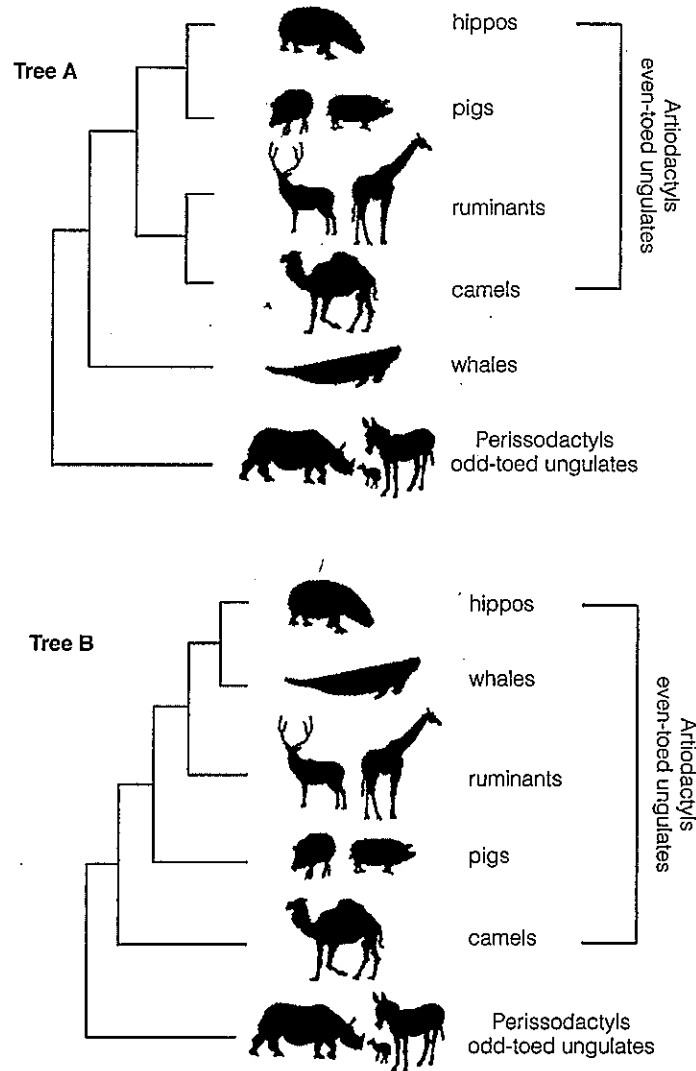 Tree A
hippos
pigs
ruminants
camels
whales
Perissodactyls
odd-toed ungulates
Artiodactyls
even-toed ungulates
Tree B
hippos
whales
ruminants
pigs
camels
Perissodactyls
odd-toed ungulates
Artiodactyls
even-toed ungulates